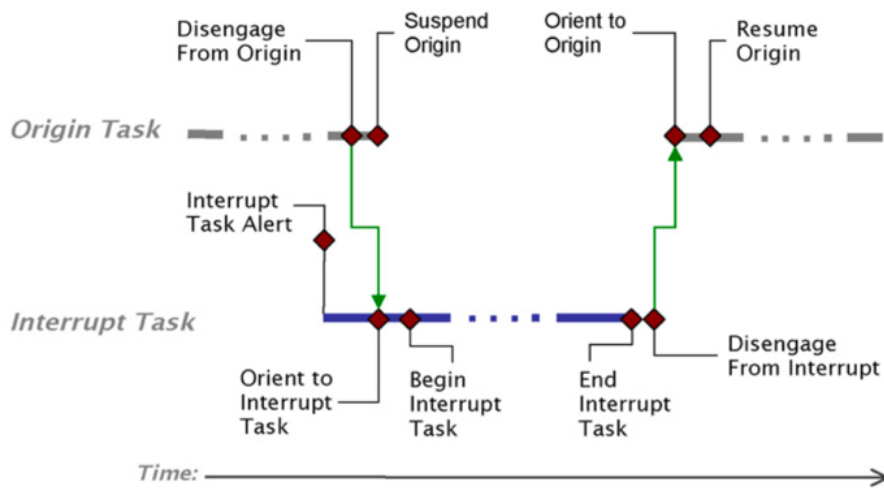 Disengage
From Origin
Suspend
Origin
Orient to
Origin
Resume
Origin
Origin Task
Interrupt
Task Alert
Interrupt Task
Orient to
Interrupt
Task
Begin
Interrupt
Task
End
Interrupt
Task
Disengage
From Interrupt
Time: